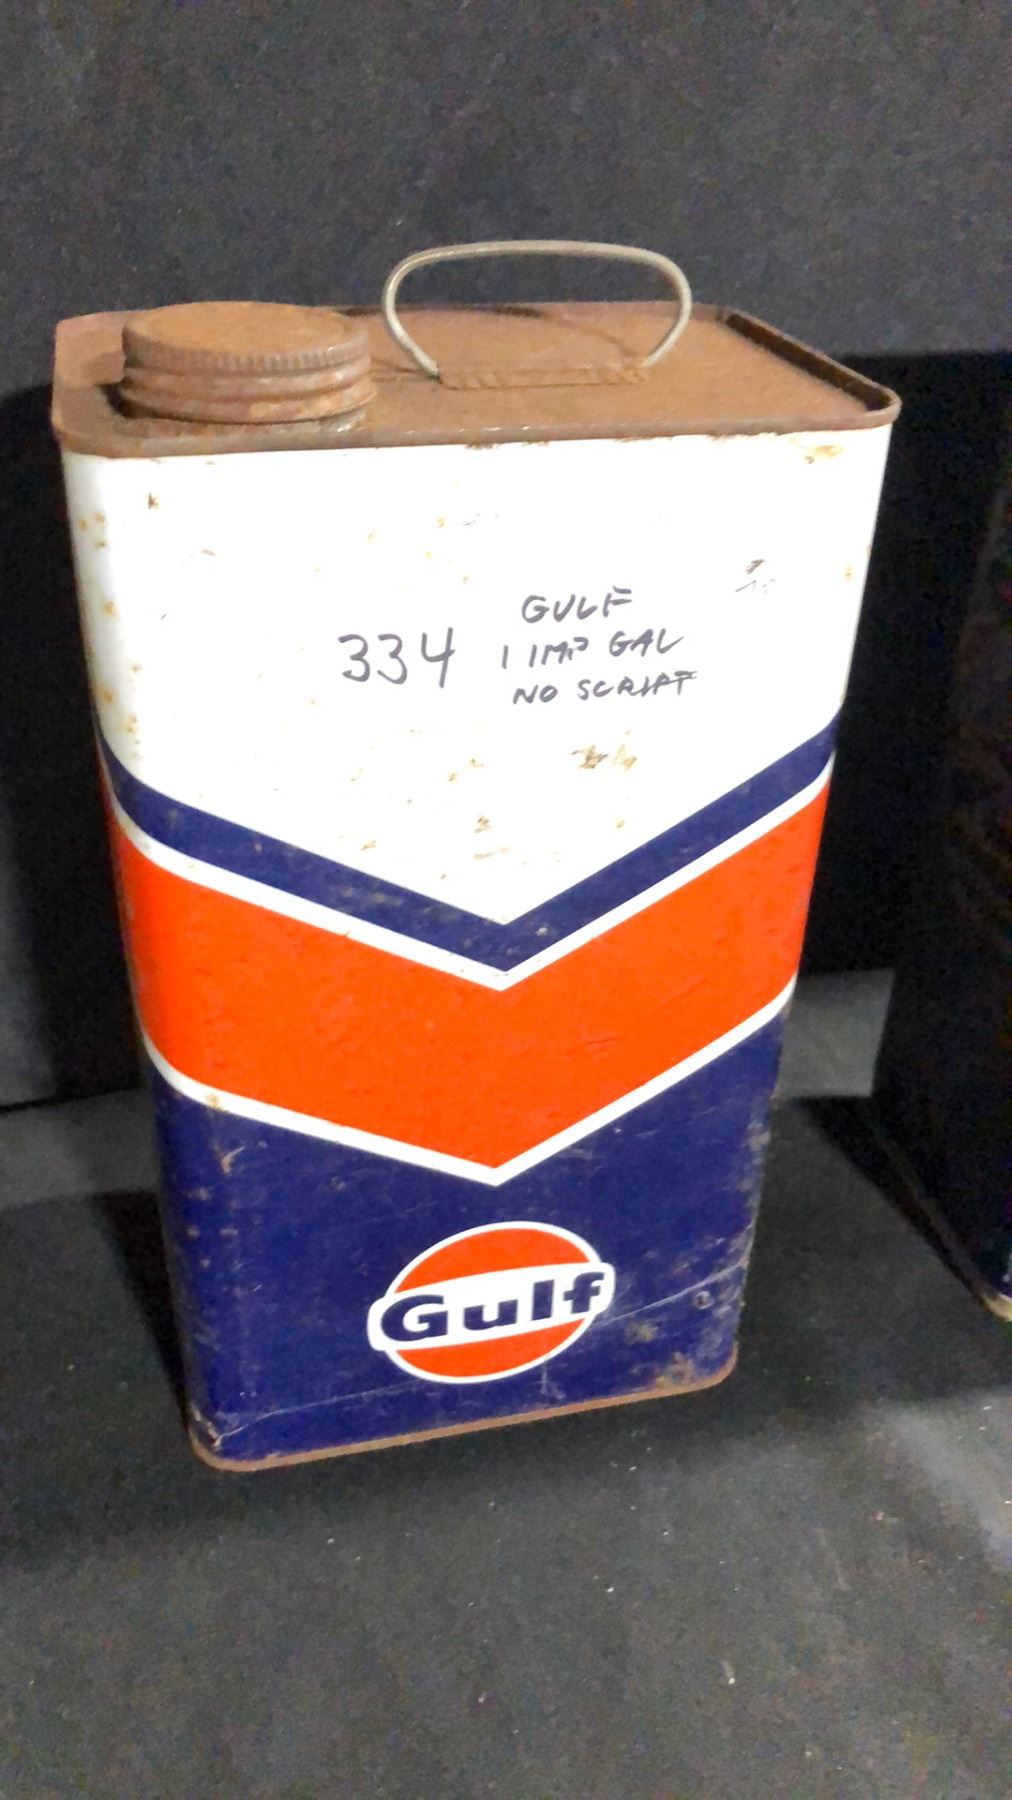 334
GULF
1 IMP GAL
NO SCRIPT
Gulf